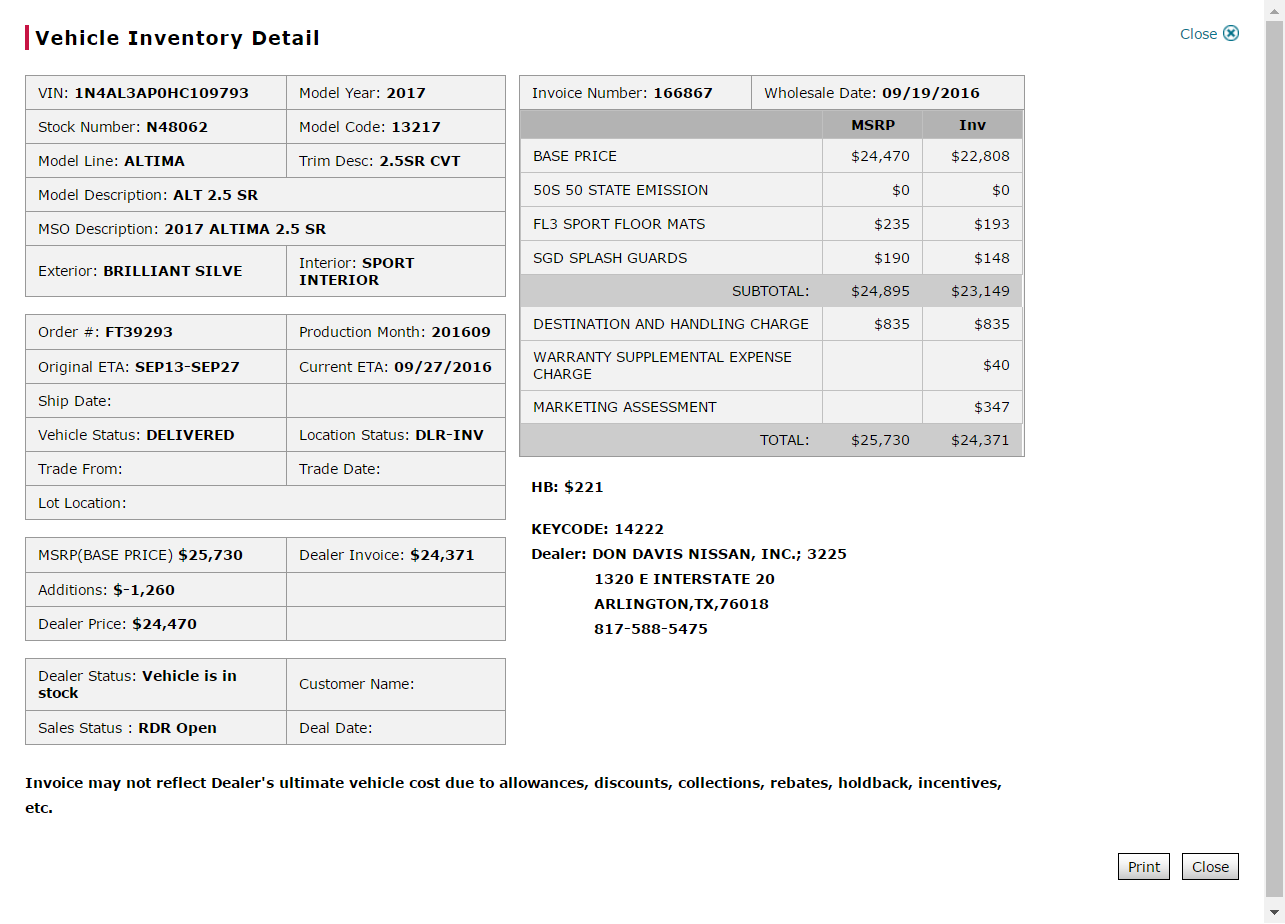 Vehicle Inventory Detail
Close
VIN: 1N4AL3AP0HC109793 Model Year: 2017
Stock Number: N48062 Model Code: 13217
Model Line: ALTIMA Trim Desc: 2.5SR CVT
Model Description: ALT 2.5 SR
MSO Description: 2017 ALTIMA 2.5 SR
Exterior: BRILLIANT SILVE Interior: SPORT
INTERIOR
Order #: FT39293 Production Month: 201609
Original ETA: SEP13-SEP27 Current ETA: 09/27/2016
Ship Date:
Vehicle Status: DELIVERED Location Status: DLR-INV
Trade From: Trade Date:
Lot Location:
MSRP(BASE PRICE) $25,730 Dealer Invoice: $24,371
Additions: $-1,260
Dealer Price: $24,470
Dealer Status: Vehicle is in
stock
Customer Name:
Sales Status : RDR Open Deal Date:
Invoice Number: 166867 Wholesale Date: 09/19/2016
MSRP Inv
BASE PRICE $24,470 $22,808
50S 50 STATE EMISSION $0 $0
FL3 SPORT FLOOR MATS $235 $193
SGD SPLASH GUARDS $190 $148
SUBTOTAL: $24,895 $23,149
DESTINATION AND HANDLING CHARGE $835 $835
WARRANTY SUPPLEMENTAL EXPENSE
CHARGE $40
MARKETING ASSESSMENT $347
TOTAL: $25,730 $24,371
HB: $221
KEYCODE: 14222
Dealer: DON DAVIS NISSAN, INC.; 3225
1320 E INTERSTATE 20
ARLINGTON,TX,76018
817-588-5475
Invoice may not reflect Dealer's ultimate vehicle cost due to allowances, discounts, collections, rebates, holdback, incentives,
etc.
Print Close